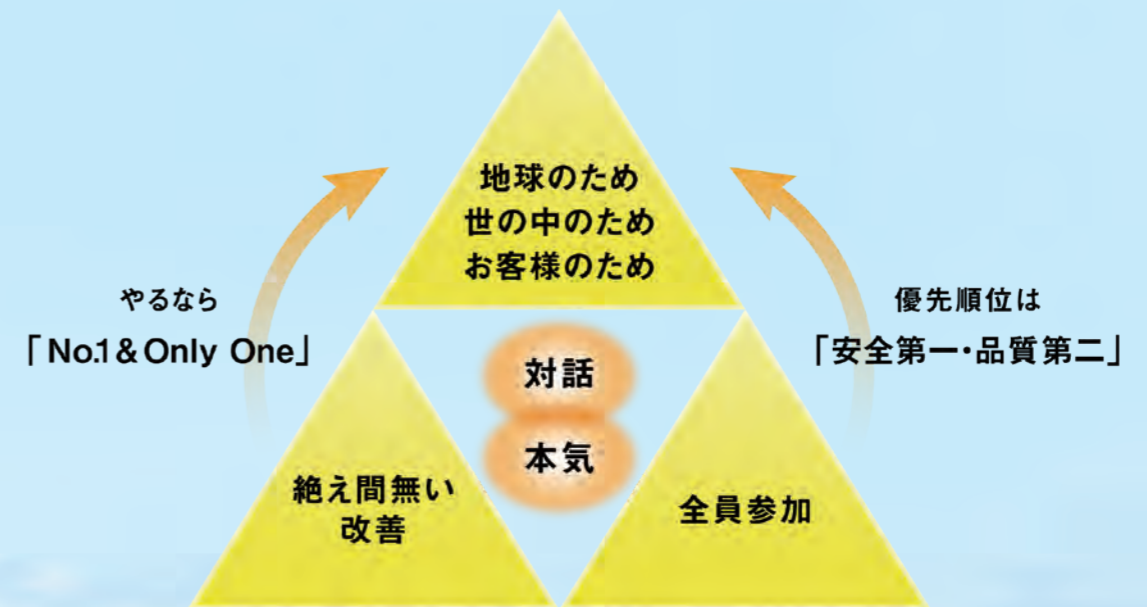 地球のため
世の中のため
お客様のため
やるなら
「No.1&Only One」
優先順位は
「安全第一・品質第二」
対話
本気
絶え間無い
改善
全員参加